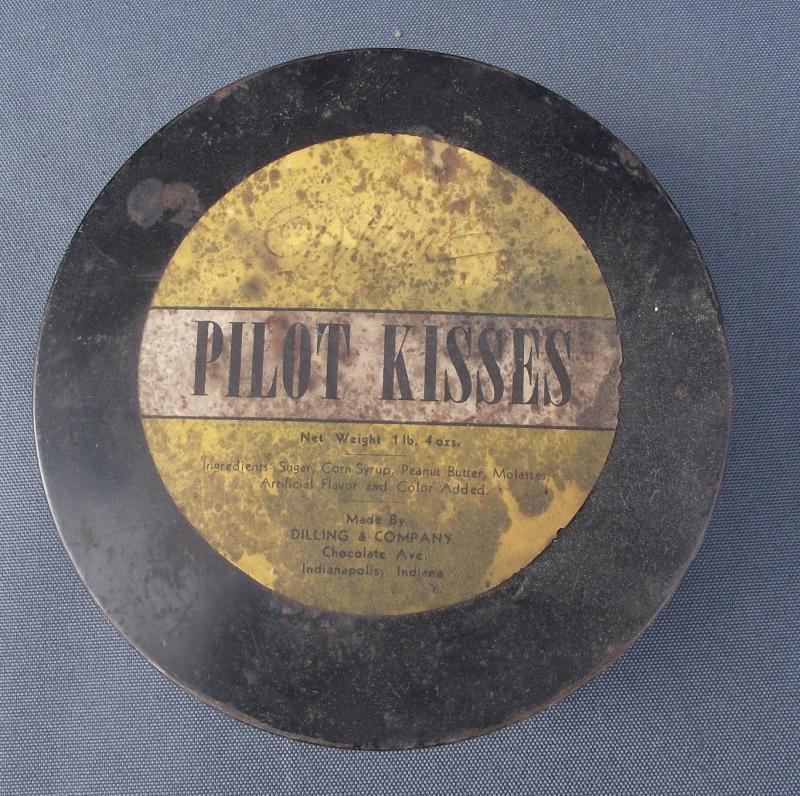 PILOT KISSES
Net Weight 1 lb. 4 ozs.
Ingredients: Sugar, Corn Syrup, Peanut Butter, Molasses,
Artificial Flavor and Color Added.
Made By
DILLING & COMPANY
Chocolate Ave.
Indianapolis, Indiana